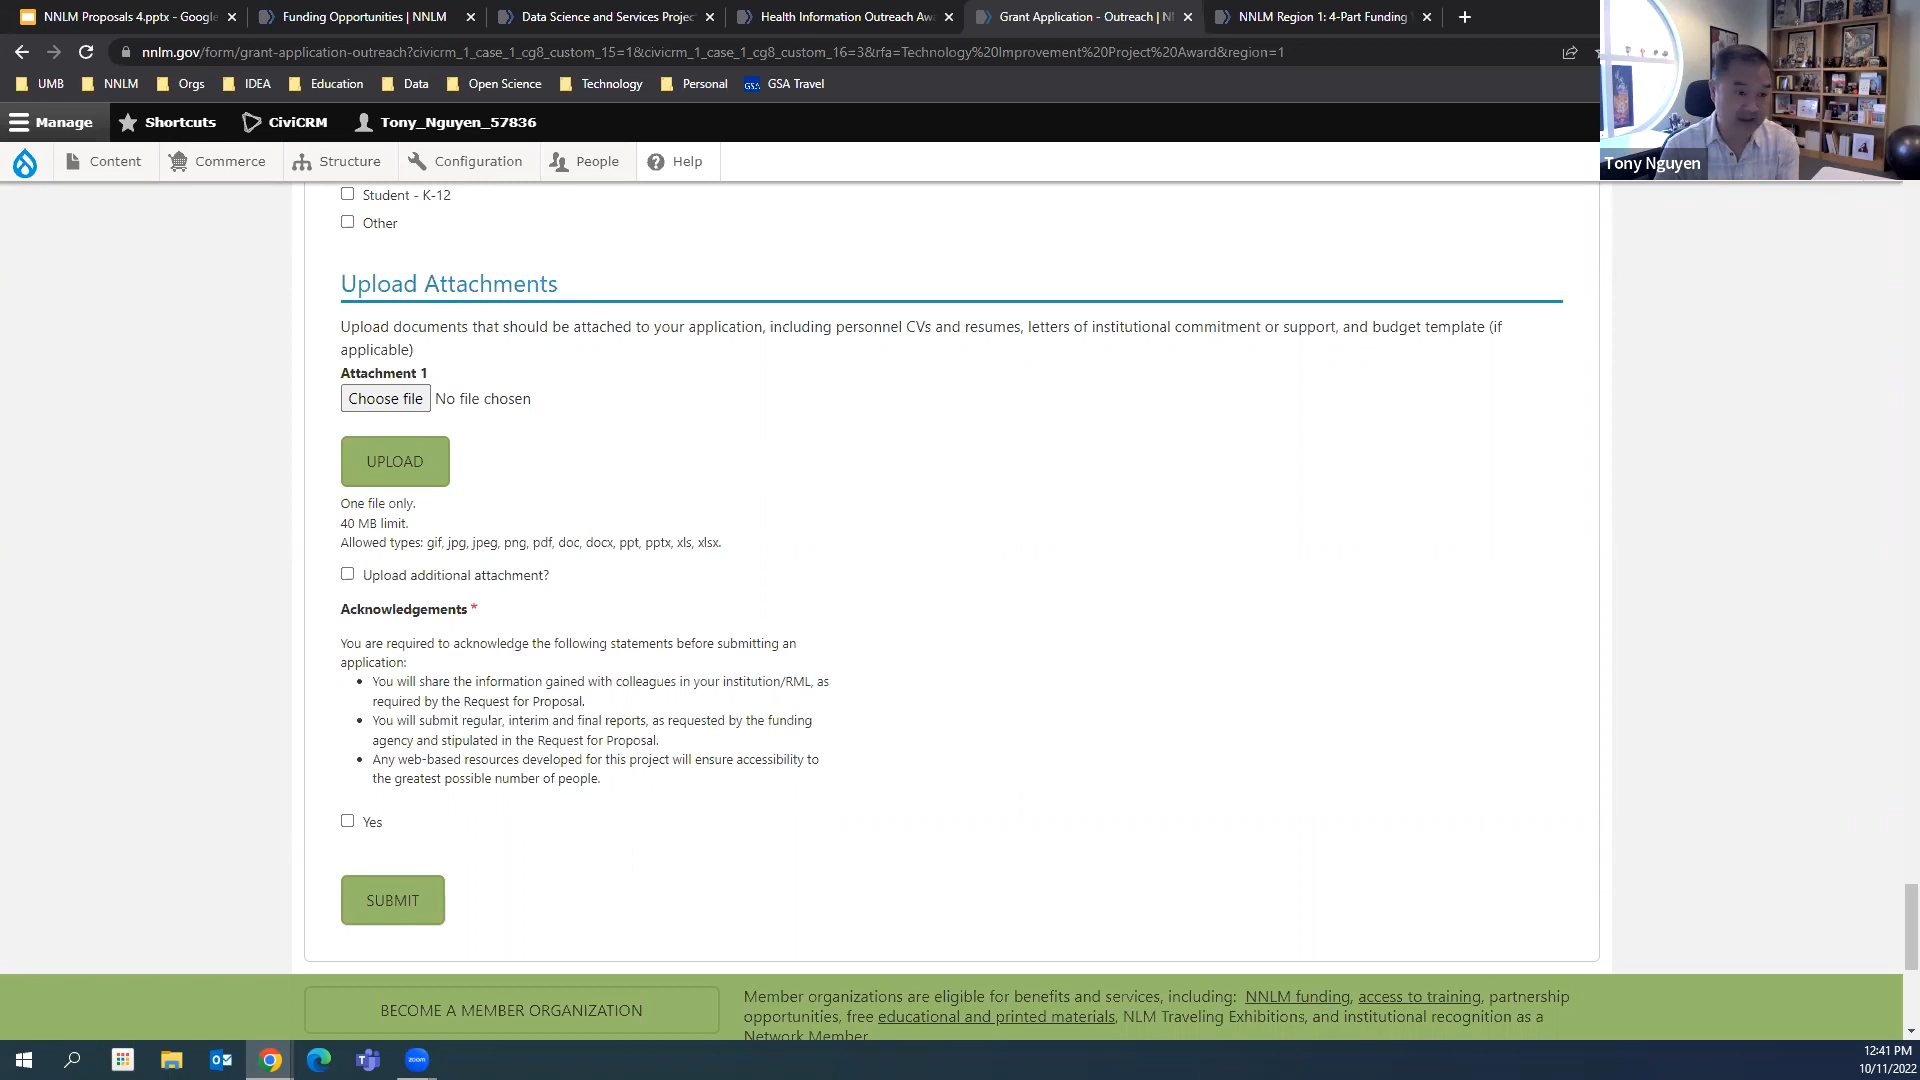 NNLM Proposals 4.pptx - Google
Funding Opportunities | NNLM
Data Science and Services Projec
Health Information Outreach Awa
Grant Application - Outreach | N
NNLM Region 1: 4-Part Funding
nnlm.gov/form/grant-application-outreach?civicrm_1_case_1_cg8_custom_15=1&civicrm_1_case_1_cg8_custom_16=3&rfa=Technology%20Improvement%20Project%20Award&region=1
UMB NNLM Orgs IDEA Education Data Open Science Technology Personal GSA GSA Travel
Manage Shortcuts CiviCRM Tony_Nguyen_57836
Content Commerce Structure Configuration People Help
Tony Nguyen
Student - K-12
Other
Upload Attachments
Upload documents that should be attached to your application, including personnel CVs and resumes, letters of institutional commitment or support, and budget template (if
applicable)
Attachment 1
Choose file No file chosen
UPLOAD
One file only.
40 MB limit.
Allowed types: gif, jpg, jpeg, png, pdf, doc, docx, ppt, pptx, xls, xlsx.
Upload additional attachment?
Acknowledgements *
You are required to acknowledge the following statements before submitting an
application:
• You will share the information gained with colleagues in your institution/RML, as
required by the Request for Proposal.
• You will submit regular, interim and final reports, as requested by the funding
agency and stipulated in the Request for Proposal.
• Any web-based resources developed for this project will ensure accessibility to
the greatest possible number of people.
Yes
SUBMIT
BECOME A MEMBER ORGANIZATION
Member organizations are eligible for benefits and services, including: NNLM funding, access to training, partnership
opportunities, free educational and printed materials, NLM Traveling Exhibitions, and institutional recognition as a
Network Member
zoom
12:41 PM
10/11/2022